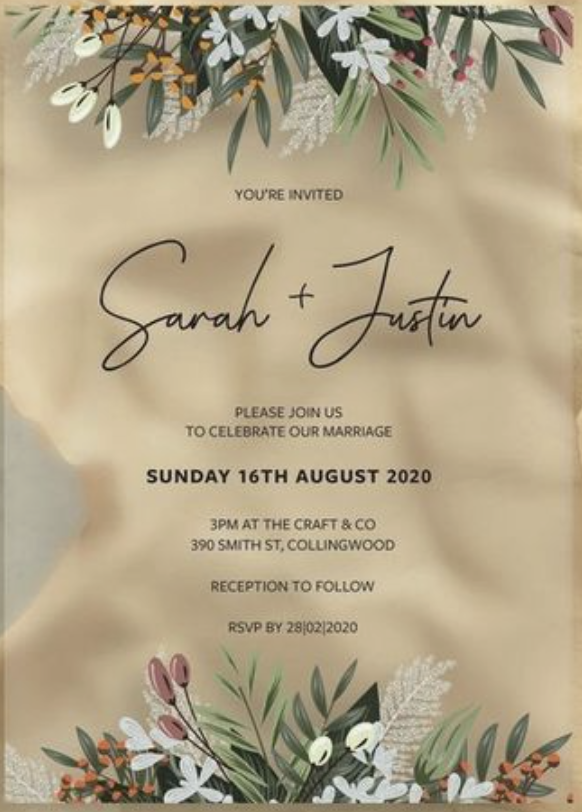 YOU'RE INVITED
Sarah + Justin
PLEASE JOIN US
TO CELEBRATE OUR MARRIAGE
SUNDAY 16TH AUGUST 2020
3PM AT THE CRAFT & CO
390 SMITH ST, COLLINGWOOD
RECEPTION TO FOLLOW
RSVP BY 28|02|2020